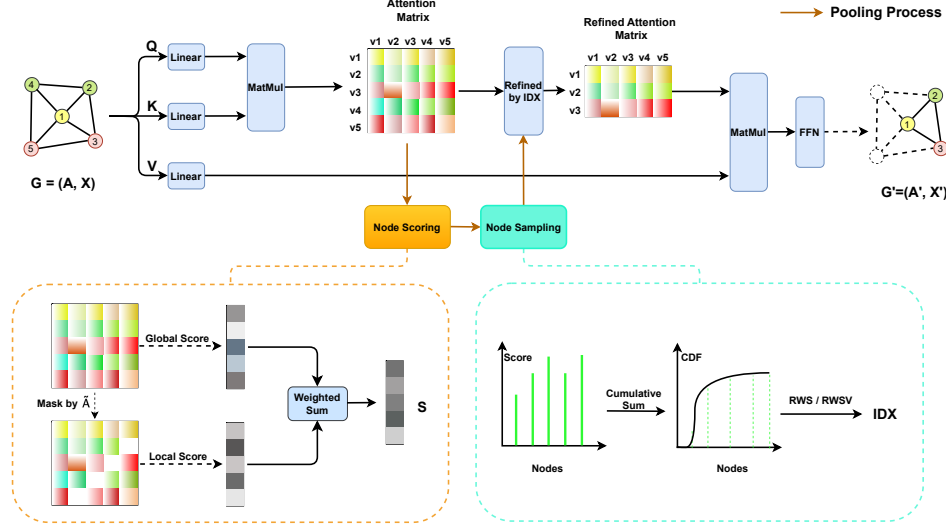 Pooling Process
Attention
Matrix
v1 v2 v3 v4 v5
v1
v2
v3
v4
v5
Refined Attention
Matrix
v1 v2 v3 v4 v5
v1
v2
v3
Q
Linear
K
Linear
V
Linear
MatMul
Refined
by IDX
MatMul
FFN
4
2
1
5
3
G = (A, X)
2
1
3
G'=(A', X')
Node Scoring
Node Sampling
Global Score
Mask by Ã
Local Score
Weighted
Sum
S
Score
Nodes
Cumulative
Sum
CDF
Nodes
RWS / RWSV
IDX